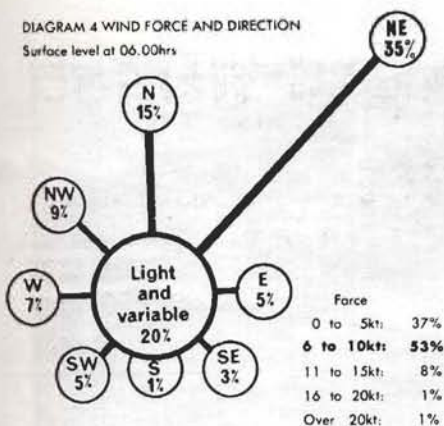 DIAGRAM 4 WIND FORCE AND DIRECTION
Surface level at 06.00hrs
NE
35%
N
15%
NW
9%
W
7%
Light
and
variable
20%
E
5%
SW
5%
S
1%
SE
3%
Force
0 to 5kt: 37%
6 to 10kt: 53%
11 to 15kt: 8%
16 to 20kt: 1%
Over 20kt: 1%